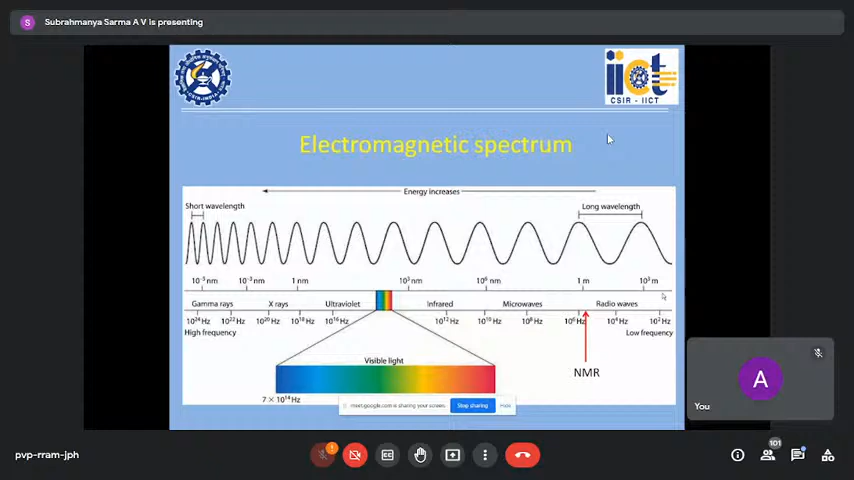 S
Subrahmanya Sarma A V is presenting
CSIR-INDIA
iict
CSIR - IICT
Electromagnetic spectrum
Energy increases
Short wavelength
Long wavelength
10⁻⁵ nm 10⁻³ nm 1 nm 10³ nm 10⁶ nm 1 m 10³ m
Gamma rays X rays Ultraviolet Infrared Microwaves Radio waves
10²⁴ Hz 10²² Hz 10²⁰ Hz 10¹⁸ Hz 10¹⁶ Hz 10¹² Hz 10¹⁰ Hz 10⁸ Hz 10⁶ Hz 10⁴ Hz 10² Hz
High frequency Low frequency
Visible light
NMR
7 × 10¹⁴ Hz
meet.google.com is sharing your screen.
Stop sharing
Hide
A
You
pvp-rram-jph
CC
101